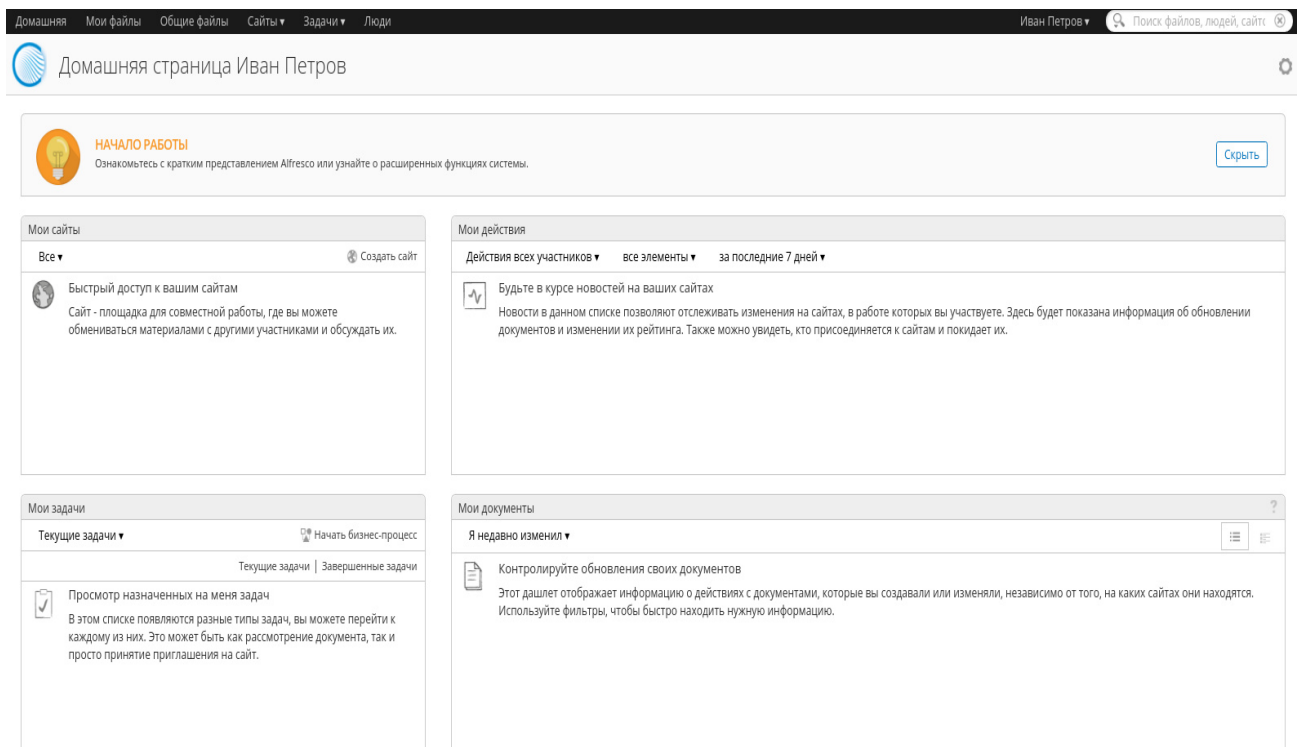 Домашняя Мои файлы Общие файлы Сайты Задачи Люди Иван Петров Поиск файлов, людей, сайтс
Домашняя страница Иван Петров
НАЧАЛО РАБОТЫ
Ознакомьтесь с кратким представлением Alfresco или узнайте о расширенных функциях системы.
Скрыть
Мои сайты
Все Создать сайт
Быстрый доступ к вашим сайтам
Сайт - площадка для совместной работы, где вы можете
обмениваться материалами с другими участниками и обсуждать их.
Мои действия
Действия всех участников все элементы за последние 7 дней
Будьте в курсе новостей на ваших сайтах
Новости в данном списке позволяют отслеживать изменения на сайтах, в работе которых вы участвуете. Здесь будет показана информация об обновлении
документов и изменении их рейтинга. Также можно увидеть, кто присоединяется к сайтам и покидает их.
Мои задачи
Текущие задачи Начать бизнес-процесс
Текущие задачи | Завершенные задачи
Просмотр назначенных на меня задач
В этом списке появляются разные типы задач, вы можете перейти к
каждому из них. Это может быть как рассмотрение документа, так и
просто принятие приглашения на сайт.
Мои документы ?
Я недавно изменил
Контролируйте обновления своих документов
Этот дашлет отображает информацию о действиях с документами, которые вы создавали или изменяли, независимо от того, на каких сайтах они находятся.
Используйте фильтры, чтобы быстро находить нужную информацию.